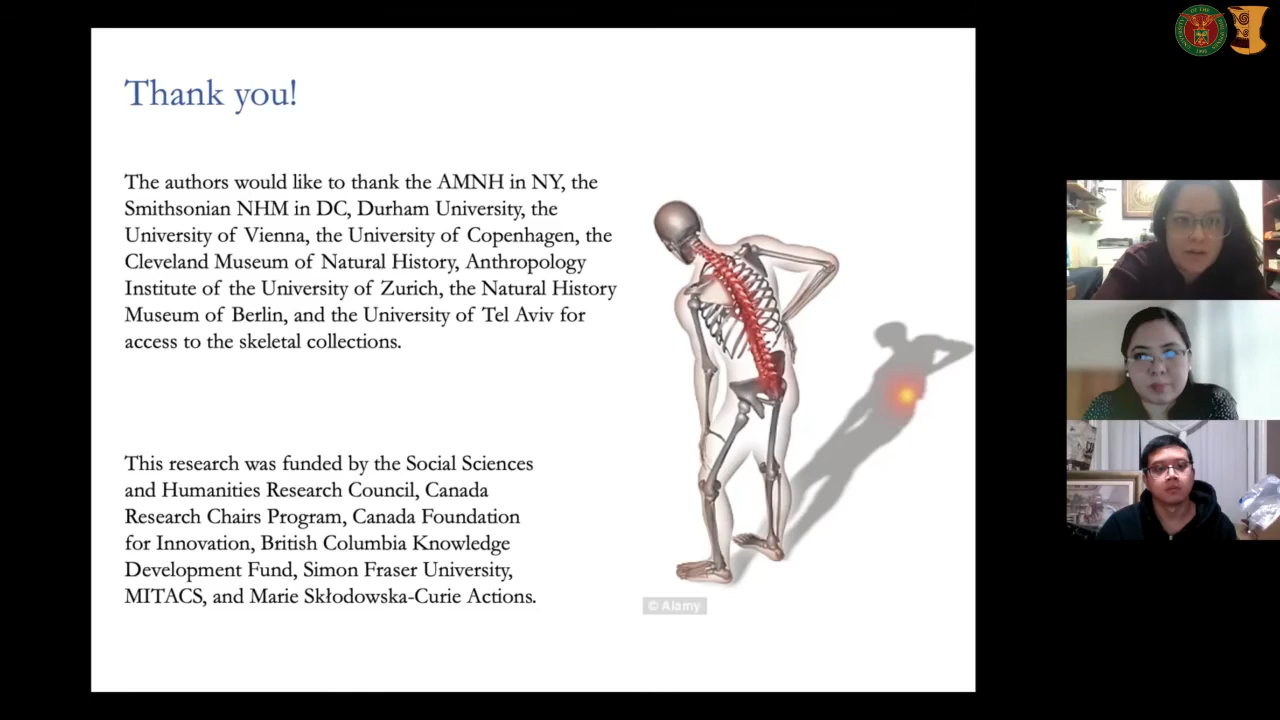 Thank you!
The authors would like to thank the AMNH in NY, the
Smithsonian NHM in DC, Durham University, the
University of Vienna, the University of Copenhagen, the
Cleveland Museum of Natural History, Anthropology
Institute of the University of Zurich, the Natural History
Museum of Berlin, and the University of Tel Aviv for
access to the skeletal collections.
This research was funded by the Social Sciences
and Humanities Research Council, Canada
Research Chairs Program, Canada Foundation
for Innovation, British Columbia Knowledge
Development Fund, Simon Fraser University,
MITACS, and Marie Skłodowska-Curie Actions.
© Alamy
UNIVERSITY OF THE PHILIPPINES